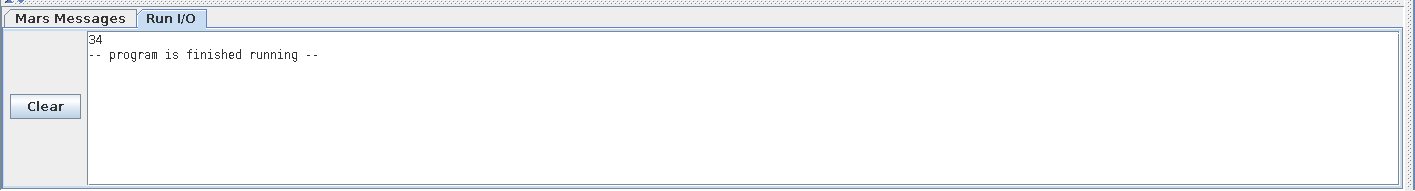 Mars Messages Run I/O
34
-- program is finished running --
Clear